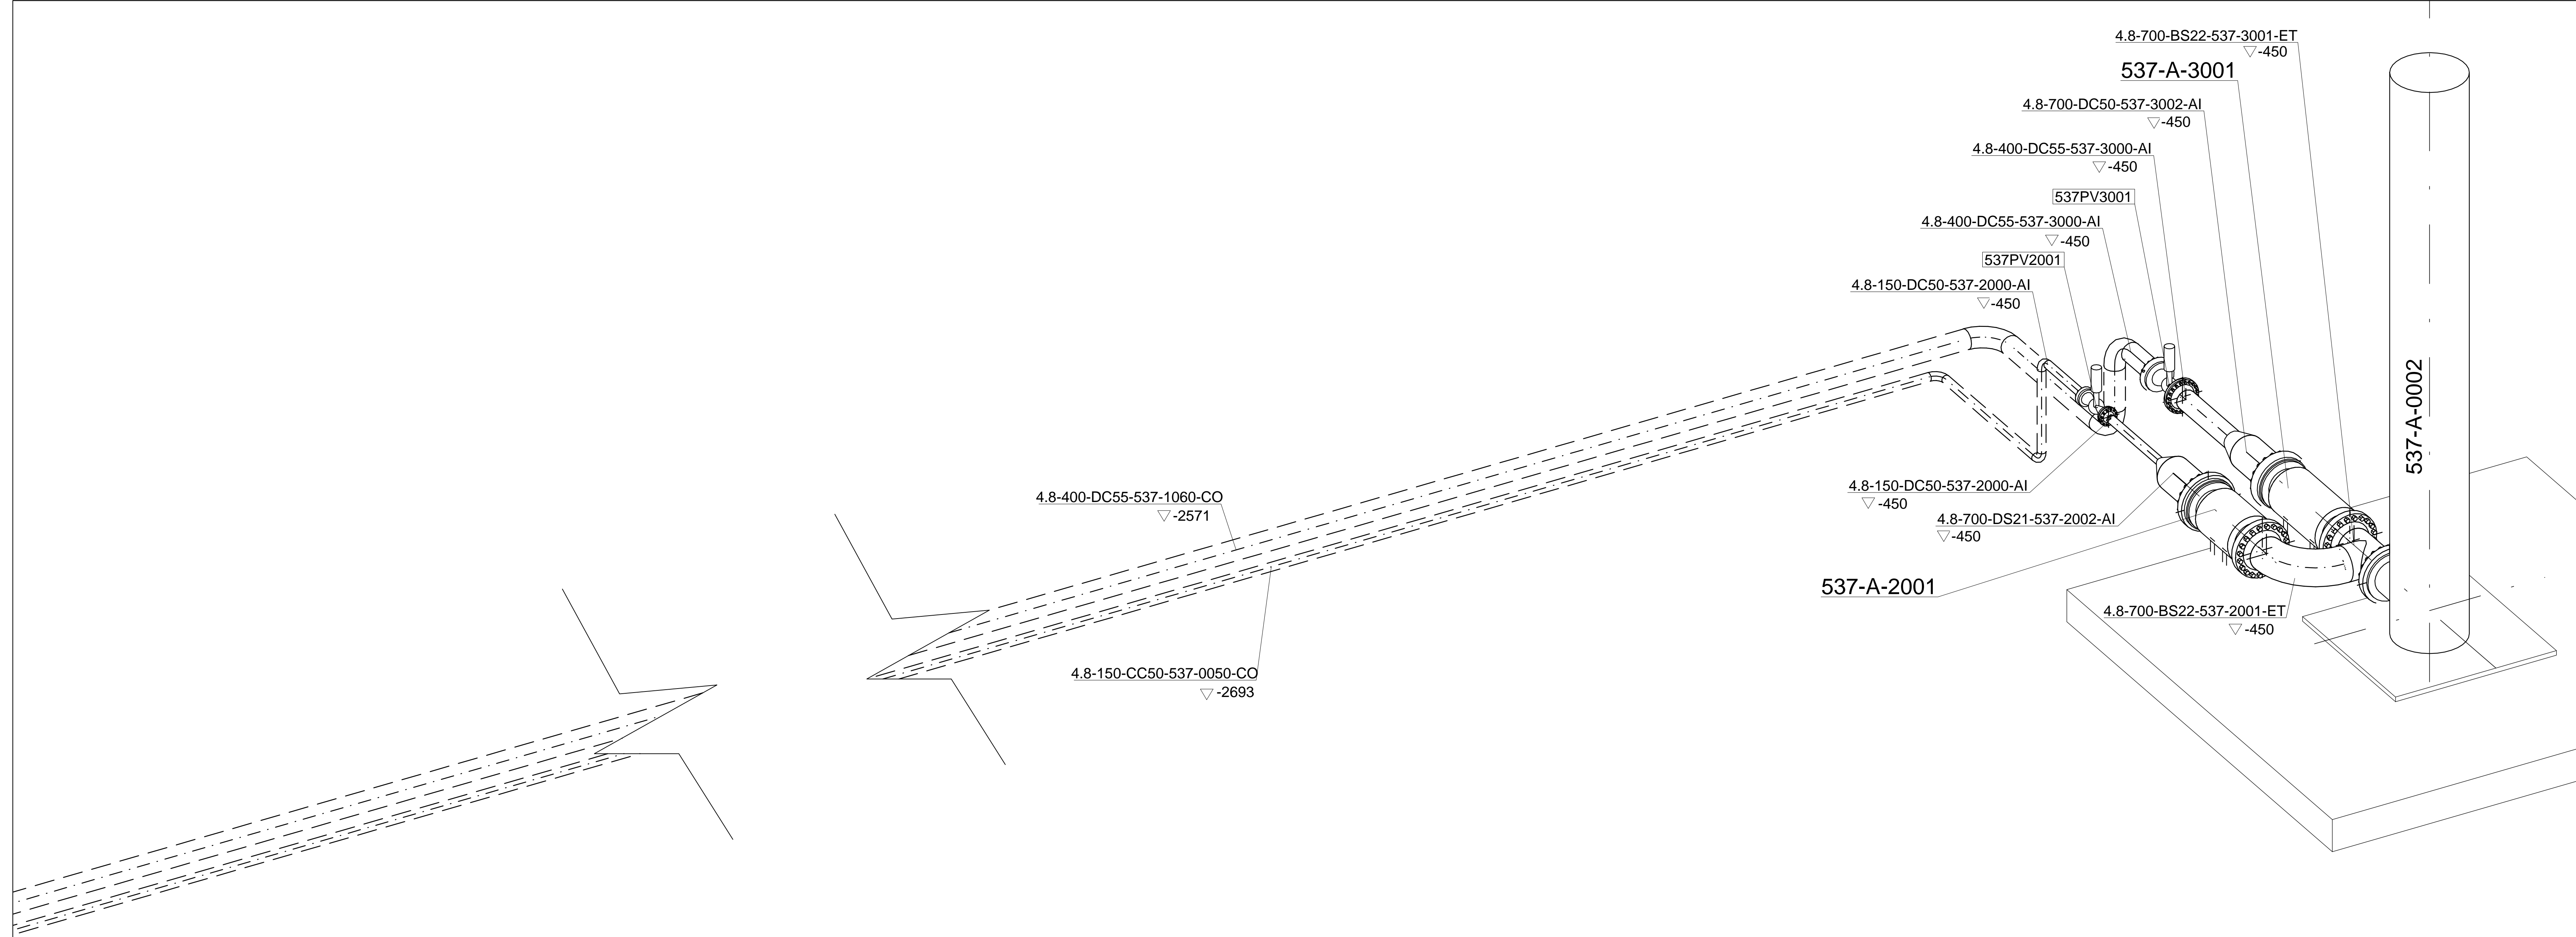 4.8-700-BS22-537-3001-ET
-450
537-A-3001
4.8-700-DC50-537-3002-AI
-450
4.8-400-DC55-537-3000-AI
-450
537PV3001
4.8-400-DC55-537-3000-AI
-450
537PV2001
4.8-150-DC50-537-2000-AI
-450
537-A-0002
4.8-150-DC50-537-2000-AI
-450
4.8-400-DC55-537-1060-CO
-2571
4.8-700-DS21-537-2002-AI
-450
537-A-2001
4.8-700-BS22-537-2001-ET
-450
4.8-150-CC50-537-0050-CO
-2693